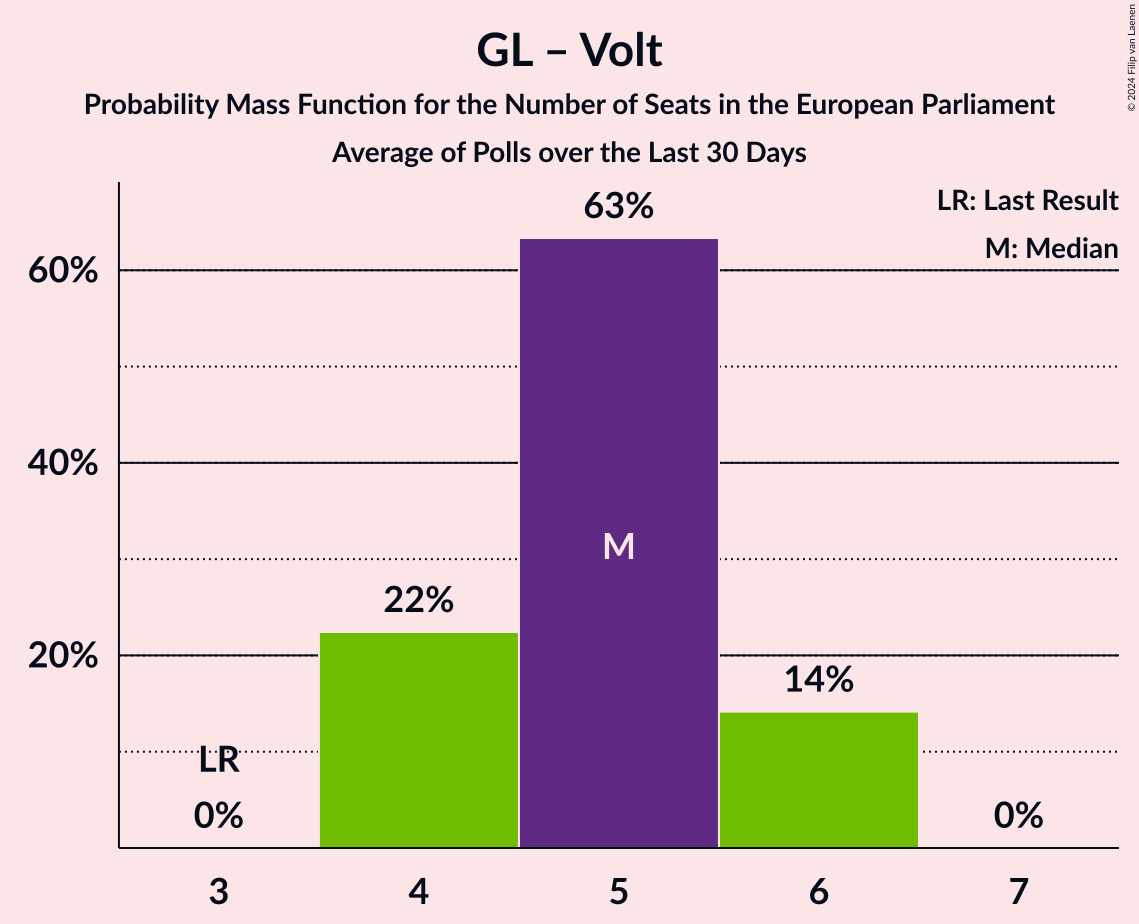 GL – Volt
Probability Mass Function for the Number of Seats in the European Parliament
Average of Polls over the Last 30 Days
© 2024 Filip van Laenen
LR: Last Result
M: Median
63%
60%
40%
20%
M
22%
14%
LR
0%
0%
3 4 5 6 7